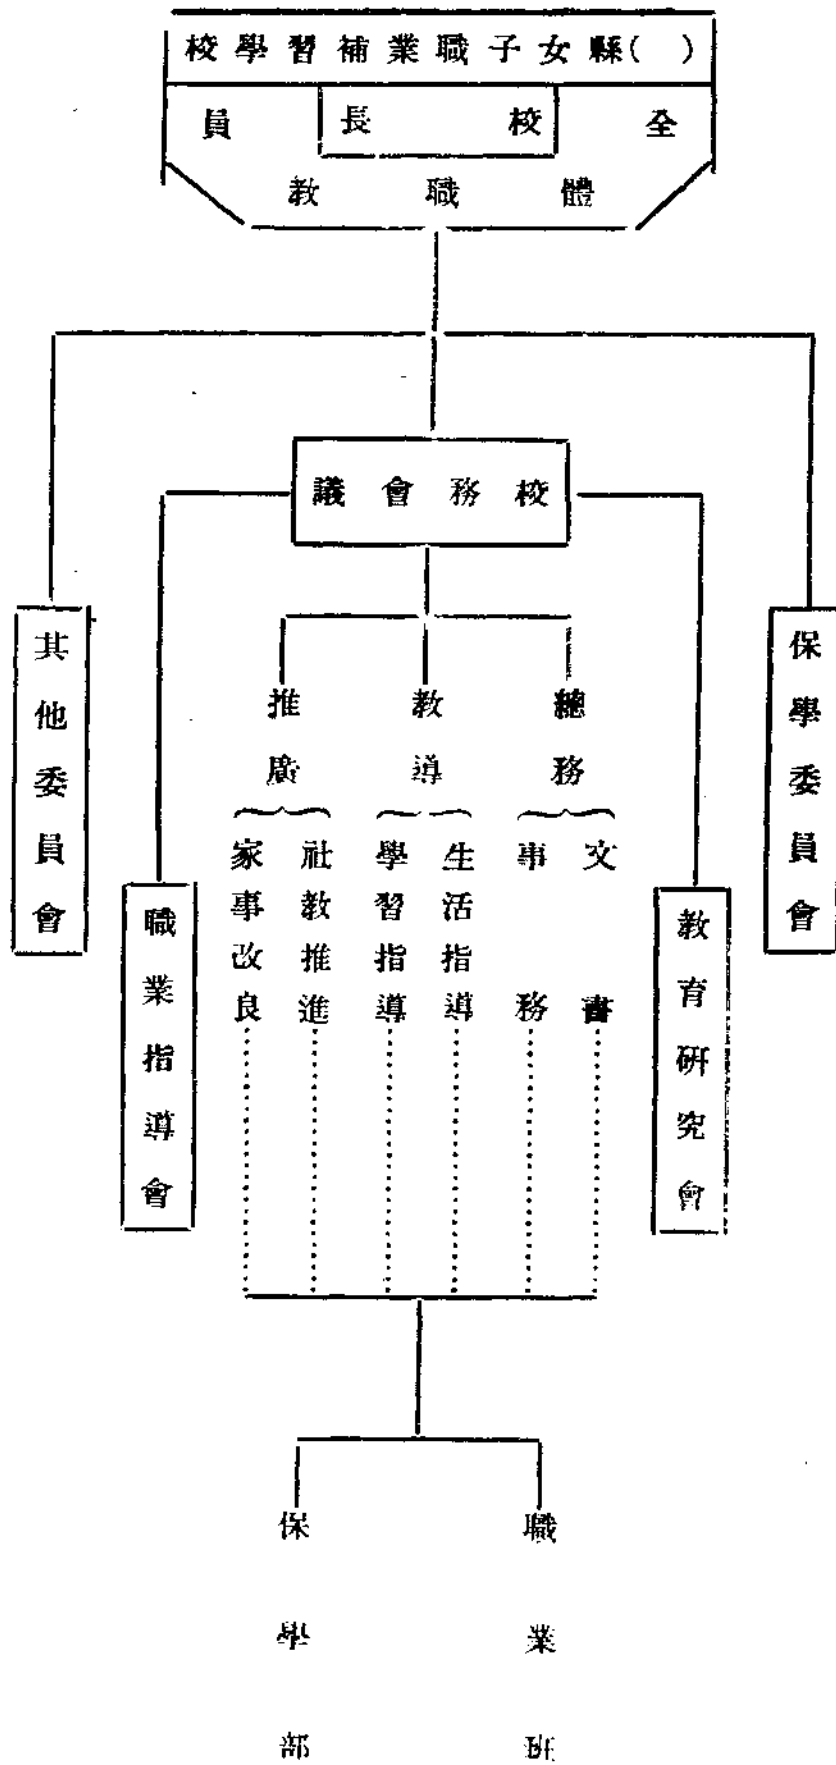 ( )縣女子職業補習學校
校長
全體職教員
校務會議
保學委員會
教育研究會
總務
教導
推廣
文書
事務
生活指導
學習指導
社教推進
家事改良
職業指導會
其他委員會
職業班
保學部